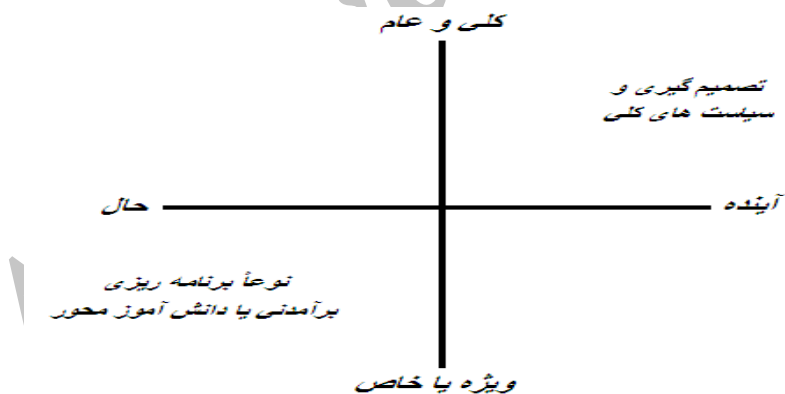 کلی و عام
تصمیم گیری و
سیاست های کلی
آینده
حال
نوعاً برنامه ریزی
برآمدنی یا دانش آموز محور
ویژه یا خاص